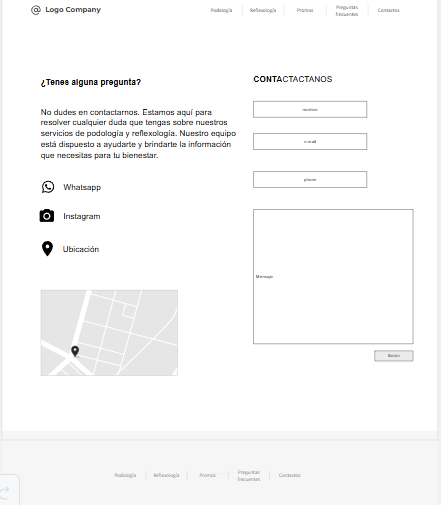 @ Logo Company
Podología
Reflexología
Promos
Preguntas
frecuentes
Contactos
¿Tenes alguna pregunta?
No dudes en contactarnos. Estamos aquí para
resolver cualquier duda que tengas sobre nuestros
servicios de podología y reflexología. Nuestro equipo
está dispuesto a ayudarte y brindarte la información
que necesitas para tu bienestar.
Whatsapp
Instagram
Ubicación
CONTACTACTANOS
nombre
e-mail
phone
Mensaje
Podología
Reflexología
Promos
Preguntas
frecuentes
Contactos